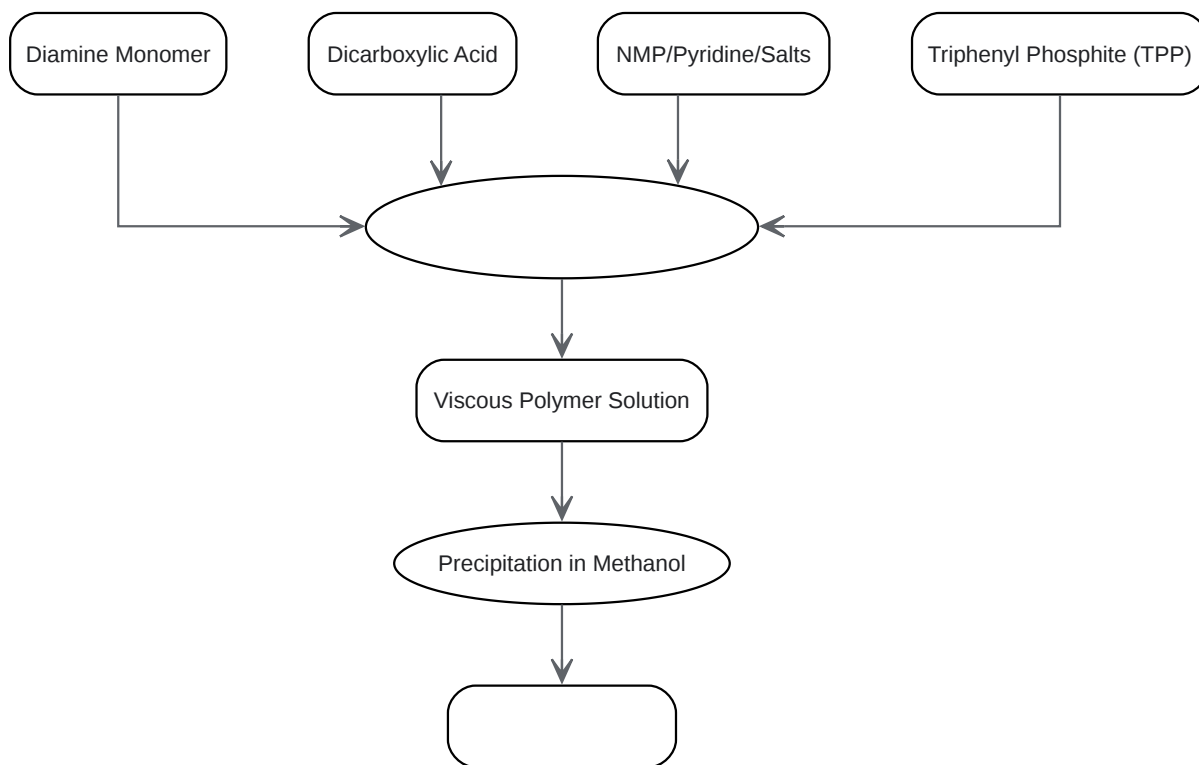 Diamine Monomer
Dicarboxylic Acid
NMP/Pyridine/Salts
Triphenyl Phosphite (TPP)
Viscous Polymer Solution
Precipitation in Methanol